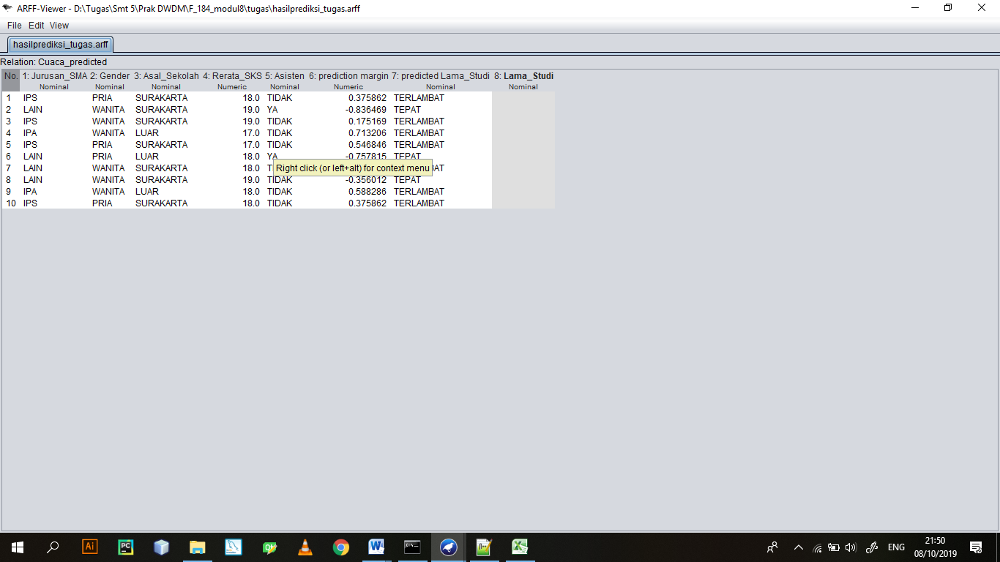 ARFF-Viewer - D:\Tugas\Smt 5\Prak DWDM\F_184_modul8\tugas\hasilprediksi_tugas.arff
File Edit View
hasilprediksi_tugas.arff
Relation: Cuaca_predicted
No. 1: Jurusan_SMA 2: Gender 3: Asal_Sekolah 4: Rerata_SKS 5: Asisten 6: prediction margin 7: predicted Lama_Studi 8: Lama_Studi
Nominal Nominal Nominal Numeric Nominal Numeric Nominal Nominal
1 IPS PRIA SURAKARTA 18.0 TIDAK 0.375862 TERLAMBAT
2 LAIN WANITA SURAKARTA 19.0 YA -0.836469 TEPAT
3 IPS WANITA SURAKARTA 19.0 TIDAK 0.175169 TERLAMBAT
4 IPA WANITA LUAR 17.0 TIDAK 0.713206 TERLAMBAT
5 IPS PRIA SURAKARTA 17.0 TIDAK 0.546846 TERLAMBAT
6 LAIN PRIA LUAR 18.0 YA -0.757815 TEPAT
7 LAIN WANITA SURAKARTA 18.0
Right click (or left+alt) for context menu
8 LAIN WANITA SURAKARTA 19.0 TIDAK -0.356012 TEPAT
9 IPA WANITA LUAR 18.0 TIDAK 0.588286 TERLAMBAT
10 IPS PRIA SURAKARTA 18.0 TIDAK 0.375862 TERLAMBAT
Ai PC W ENG 21:50
08/10/2019